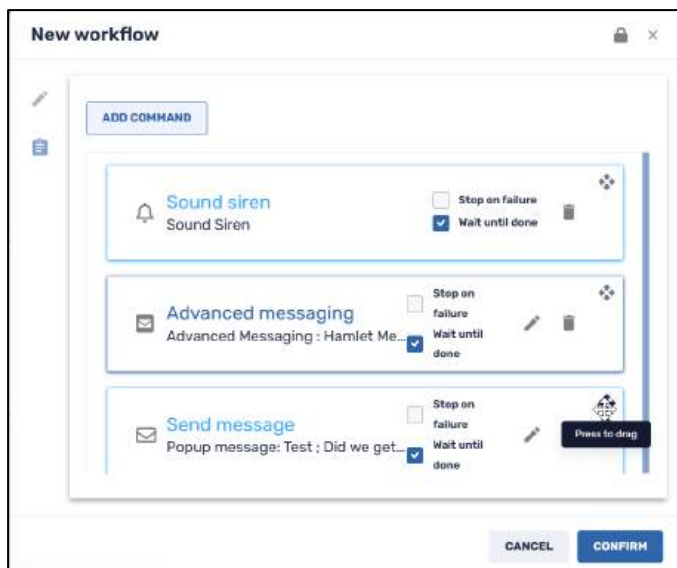 New workflow
ADD COMMAND
Sound siren
Sound Siren
Stop on failure
Wait until done
Advanced messaging
Advanced Messaging : Hamlet Me...
Stop on
failure
Wait until
done
Send message
Popup message: Test ; Did we get...
Stop on
failure
Wait until
done
Press to drag
CANCEL
CONFIRM